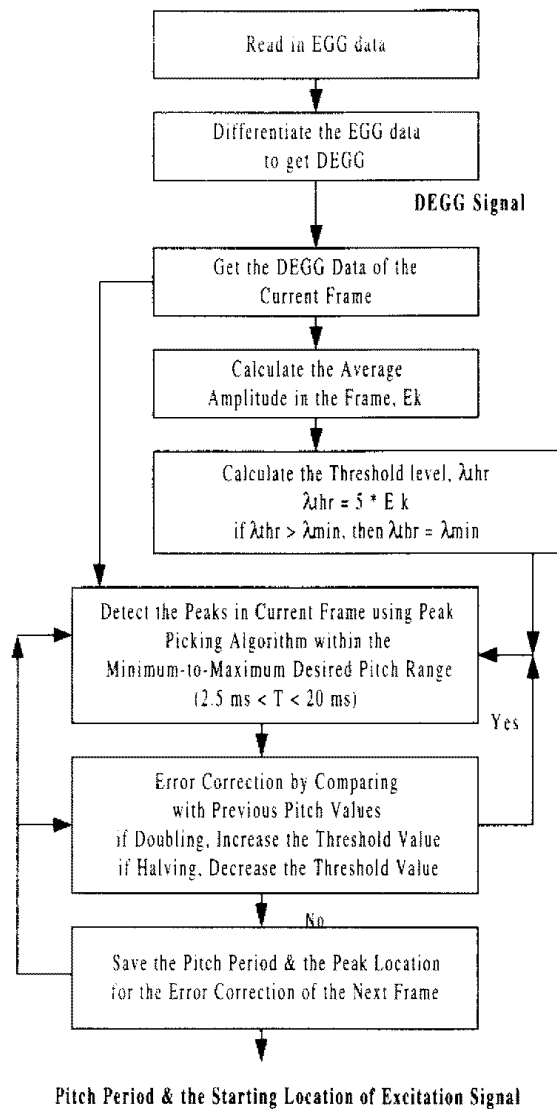 Read in EGG data
Differentiate the EGG data
to get DEGG
DEGG Signal
Get the DEGG Data of the
Current Frame
Calculate the Average
Amplitude in the Frame, Ek
Calculate the Threshold level, λthr
λthr = 5 * E k
if λthr > λmin, then λthr = λmin
Detect the Peaks in Current Frame using Peak
Picking Algorithm within the
Minimum-to-Maximum Desired Pitch Range
(2.5 ms < T < 20 ms)
Yes
Error Correction by Comparing
with Previous Pitch Values
if Doubling, Increase the Threshold Value
if Halving, Decrease the Threshold Value
No
Save the Pitch Period & the Peak Location
for the Error Correction of the Next Frame
Pitch Period & the Starting Location of Excitation Signal